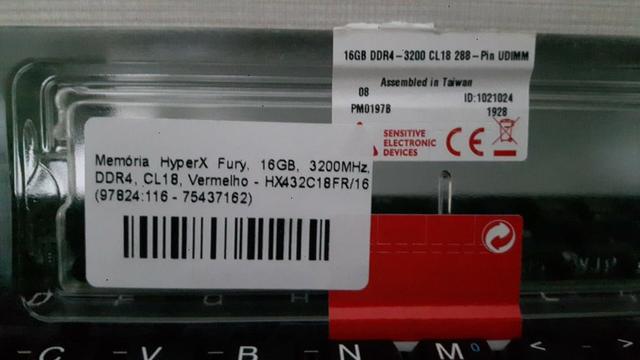 16GB DDR4-3200 CL18 288-Pin UDIMM
Assembled in Taiwan
08
PM0197B
ID:1021024
1928
SENSITIVE
ELECTRONIC
DEVICES
CE
Memória HyperX Fury, 16GB, 3200MHz,
DDR4, CL18, Vermelho - HX432C18FR/16
(97824:116 - 75437162)
C V B N M < >